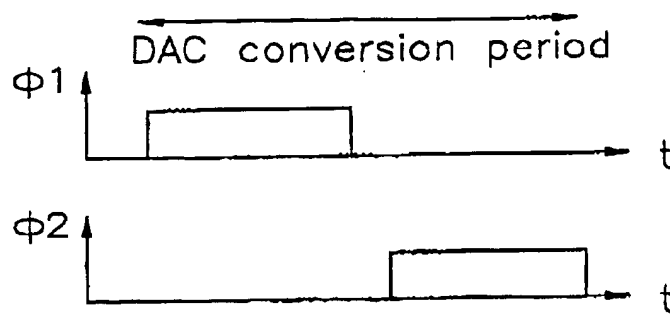 DAC conversion period
Φ1
t
Φ2
t